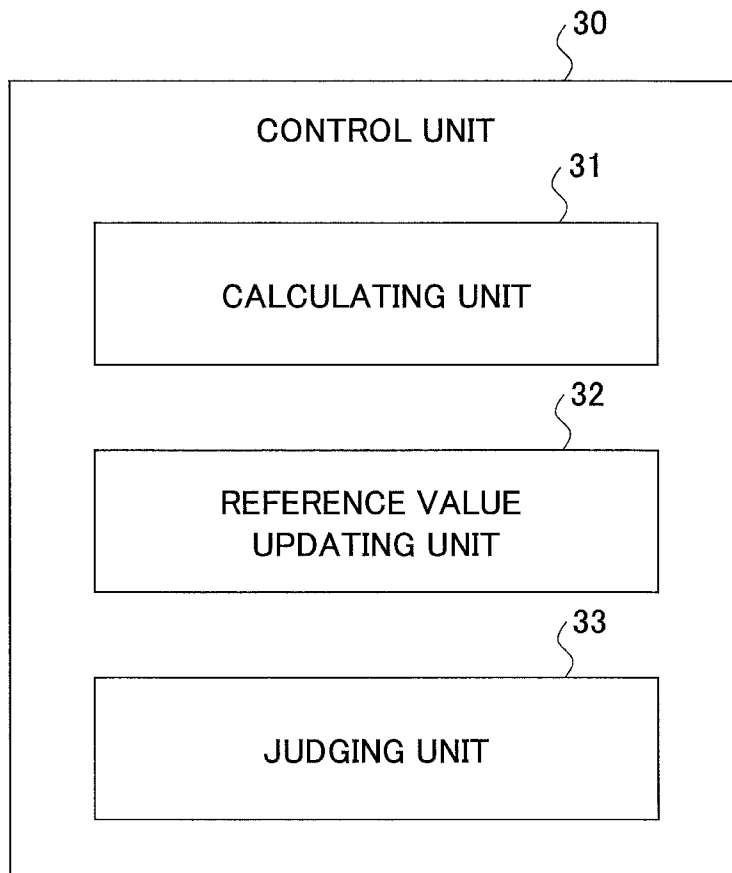 30
CONTROL UNIT
31
CALCULATING UNIT
32
REFERENCE VALUE
UPDATING UNIT
33
JUDGING UNIT